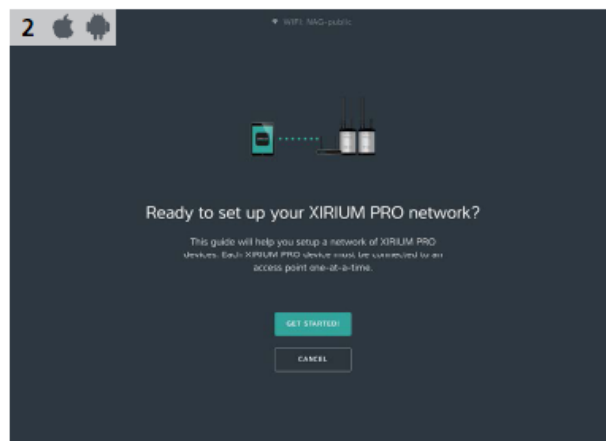 2
WIFI: NAG-public
Ready to set up your XIRIUM PRO network?
This guide will help you setup a network of XIRIUM PRO
devices. Each XIRIUM PRO device must be connected to an
access point one-at-a-time.
GET STARTED!
CANCEL